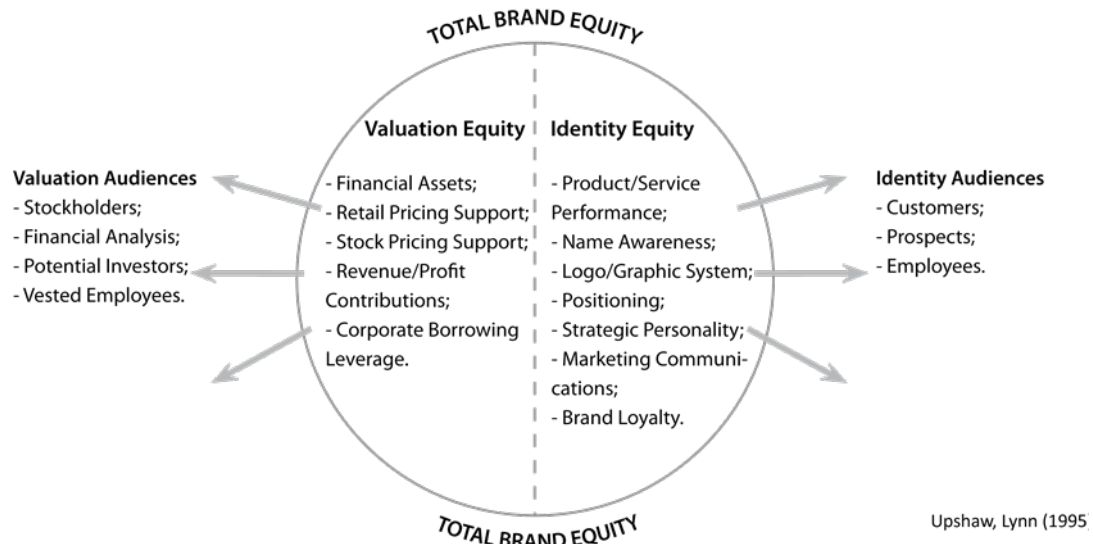 TOTAL BRAND EQUITY
Valuation Equity
Identity Equity
Valuation Audiences
- Stockholders;
- Financial Analysis;
- Potential Investors;
- Vested Employees.
- Financial Assets;
- Retail Pricing Support;
- Stock Pricing Support;
- Revenue/Profit
Contributions;
- Corporate Borrowing
Leverage.
- Product/Service
Performance;
- Name Awareness;
- Logo/Graphic System;
- Positioning;
- Strategic Personality;
- Marketing Communi-
cations;
- Brand Loyalty.
Identity Audiences
- Customers;
- Prospects;
- Employees.
TOTAL BRAND EQUITY
Upshaw, Lynn (1995)